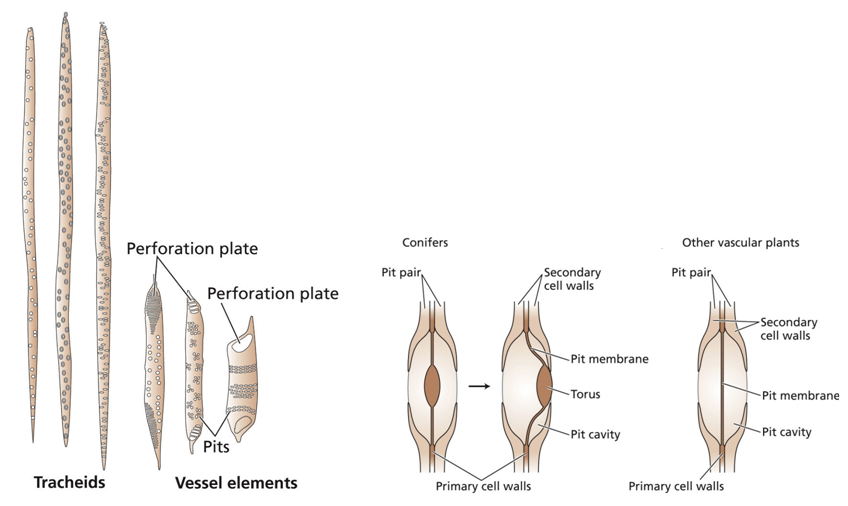 Perforation plate
Perforation plate
Pits
Tracheids
Vessel elements
Conifers
Pit pair
Secondary
cell walls
Pit membrane
Torus
Pit cavity
Primary cell walls
Other vascular plants
Pit pair
Secondary
cell walls
Pit membrane
Pit cavity
Primary cell walls